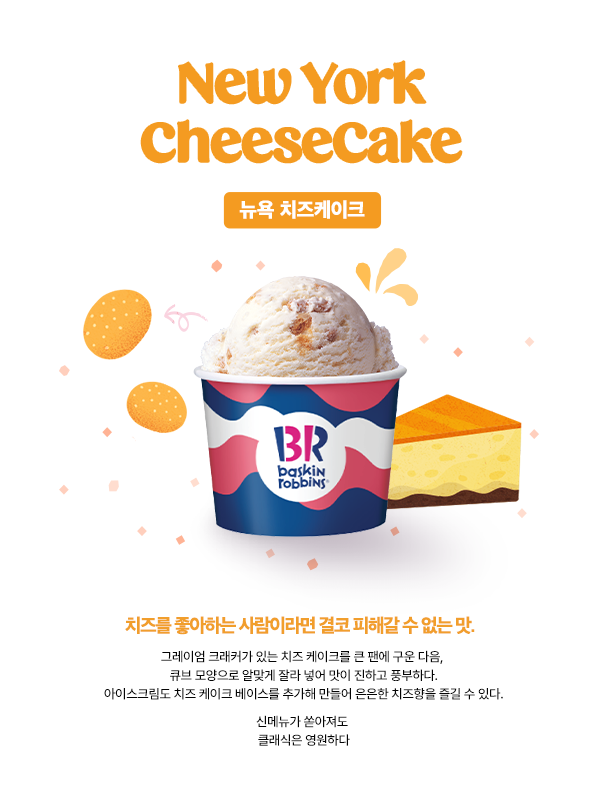 New York
CheeseCake
뉴욕 치즈케이크
BR
baskin
robbins®
치즈를 좋아하는 사람이라면 결코 피해갈 수 없는 맛.
그레이엄 크래커가 있는 치즈 케이크를 큰 팬에 구운 다음,
큐브 모양으로 알맞게 잘라 넣어 맛이 진하고 풍부하다.
아이스크림도 치즈 케이크 베이스를 추가해 만들어 은은한 치즈향을 즐길 수 있다.
신메뉴가 쏟아져도
클래식은 영원하다